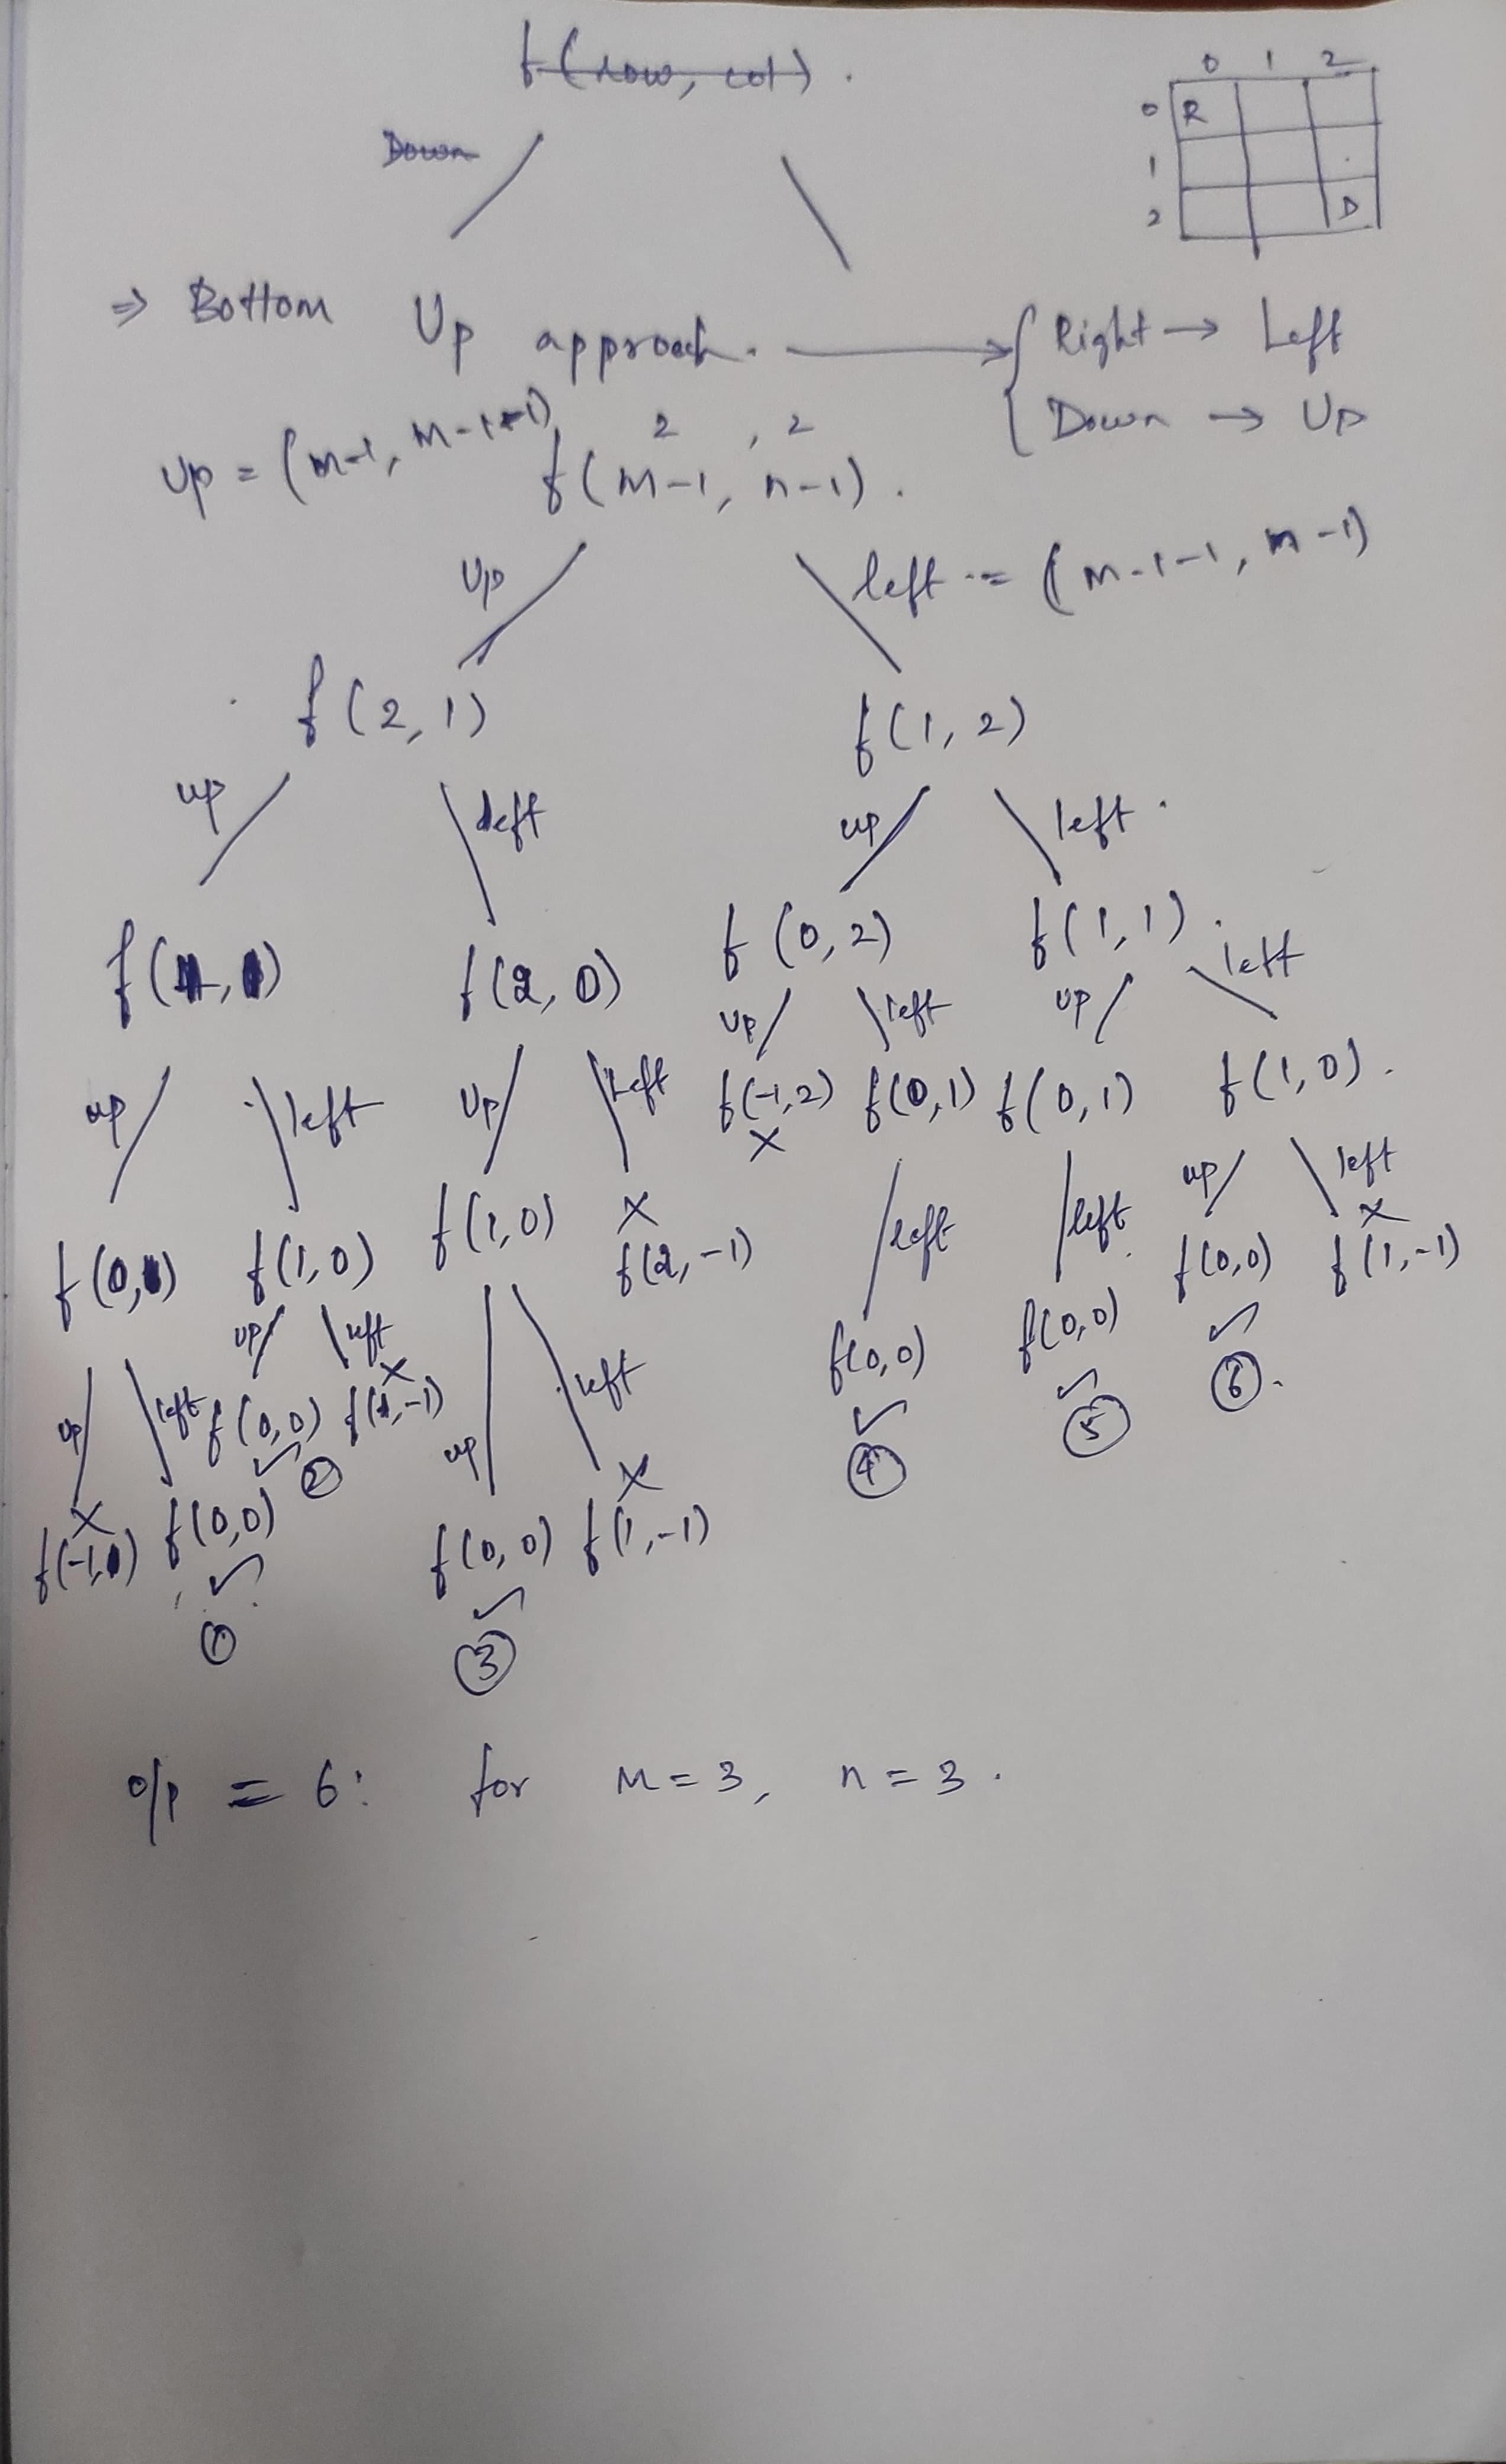 f(row, col).
0 1 2
Down
0 R
1
2 D
⇒ Bottom Up approach. → { Right → Left
Down → Up
up = (m-1, n-1-1)
2 , 2
f(m-1, n-1).
Up
left = (m-1-1, n-1)
f(2,1) f(1,2)
up left up left
f(1,1) f(2,0) f(0,2) f(1,1).
up left up left up left up left
f(-1,2) f(0,1) f(0,1) f(1,0).
x
f(0,1) f(1,0) f(1,0) x left left up left
f(2,-1) x
up left up left f(0,0) f(0,0) f(0,0) f(1,-1)
✓ ✓ ✓
up left f(0,0) x f(1,-1) 4 5 6.
✓ 2
x f(-1,1) f(0,0) f(0,0) x f(1,-1)
✓ ✓
1 3
o/p = 6: for m=3, n=3.